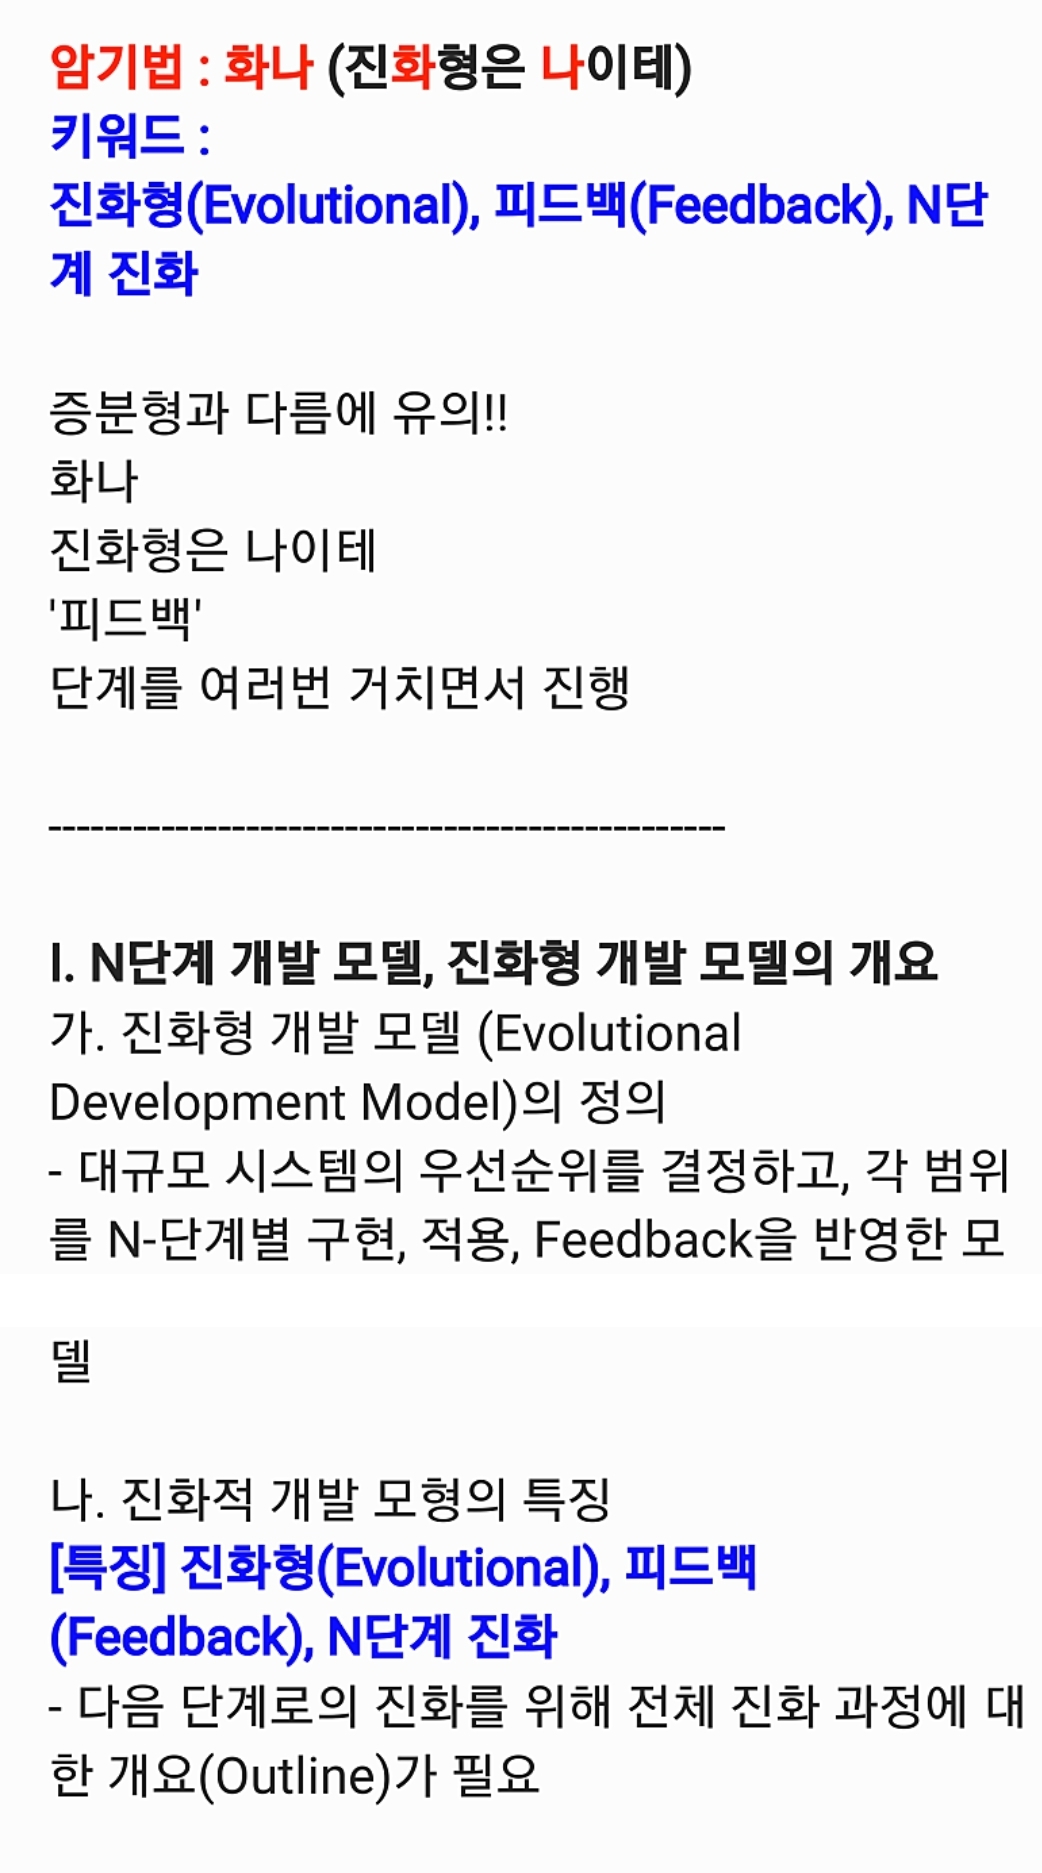 암기법 : 화나 (진화형은 나이테)
키워드 :
진화형(Evolutional), 피드백(Feedback), N단
계 진화
증분형과 다름에 유의!!
화나
진화형은 나이테
'피드백'
단계를 여러번 거치면서 진행
------------------------------------------------
I. N단계 개발 모델, 진화형 개발 모델의 개요
가. 진화형 개발 모델 (Evolutional
Development Model)의 정의
- 대규모 시스템의 우선순위를 결정하고, 각 범위
를 N-단계별 구현, 적용, Feedback을 반영한 모
델
나. 진화적 개발 모형의 특징
[특징] 진화형(Evolutional), 피드백
(Feedback), N단계 진화
- 다음 단계로의 진화를 위해 전체 진화 과정에 대
한 개요(Outline)가 필요